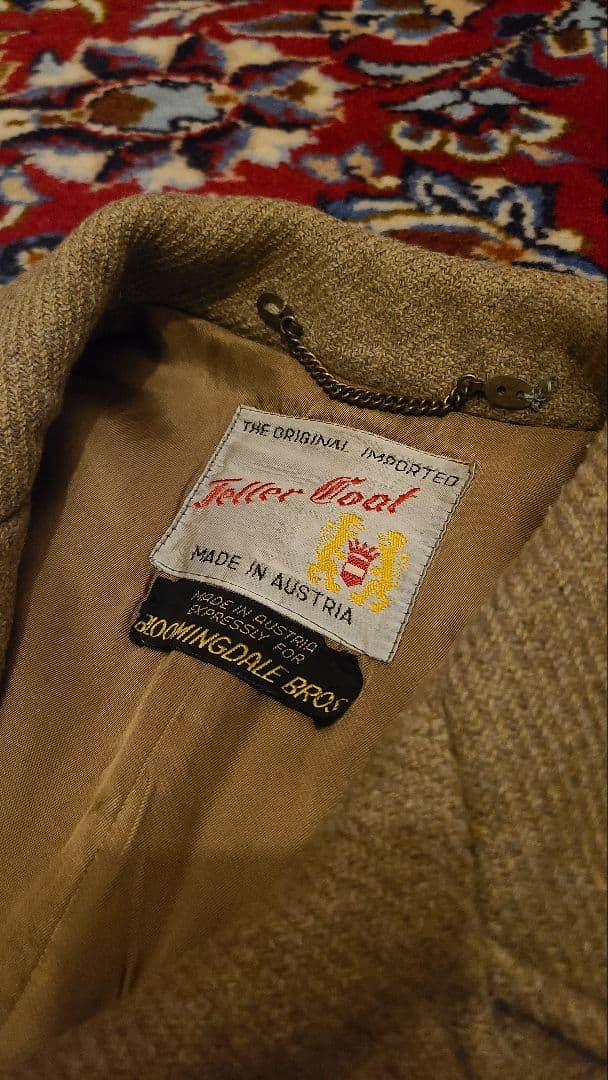 THE ORIGINAL IMPORTED
Teller Coat
MADE IN AUSTRIA
MADE IN AUSTRIA
EXPRESSLY FOR
BLOOMINGDALE BROS